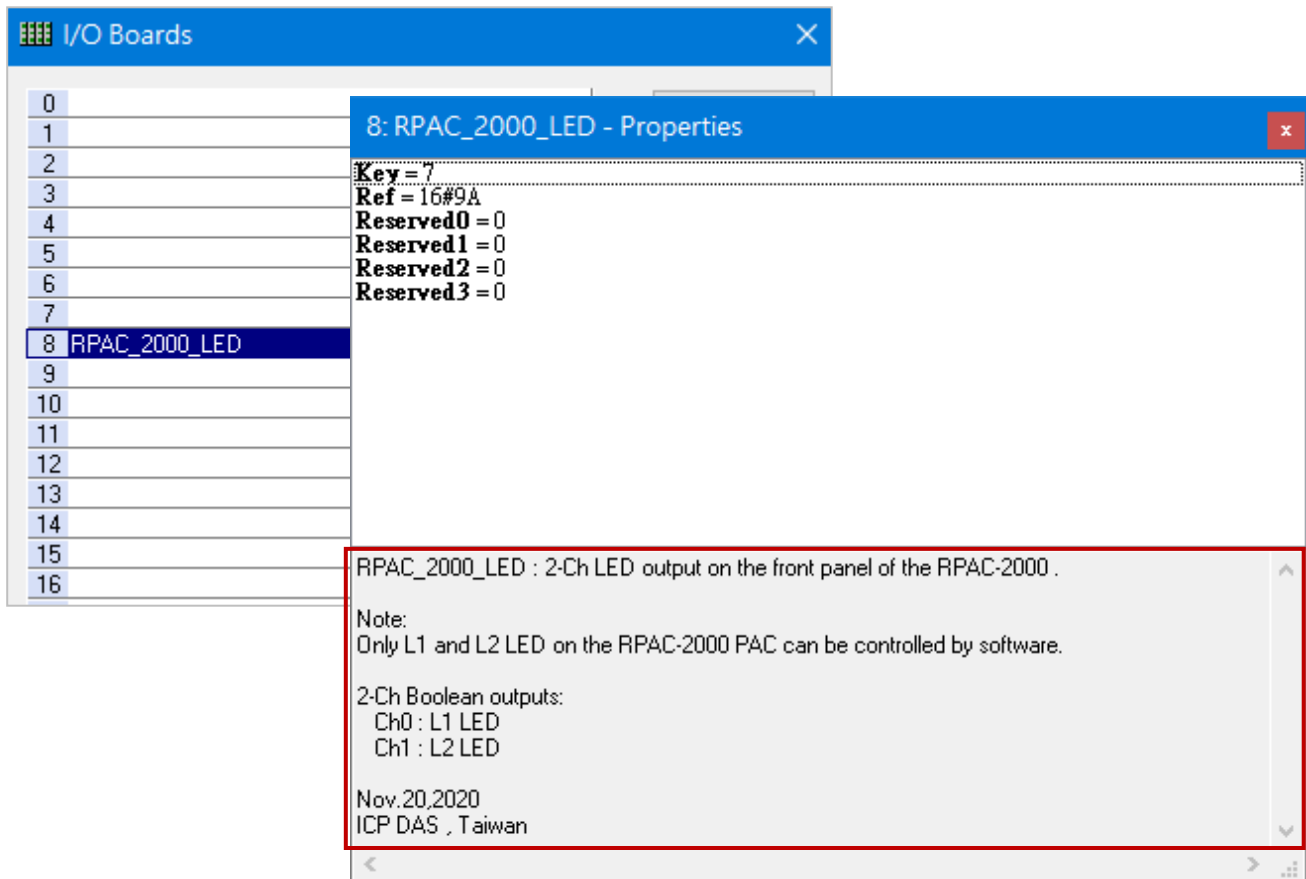 I/O Boards
0
1
2
3
4
5
6
7
8 RPAC_2000_LED
9
10
11
12
13
14
15
16
8: RPAC_2000_LED - Properties
x
Key = 7
Ref = 16#9A
Reserved0 = 0
Reserved1 = 0
Reserved2 = 0
Reserved3 = 0
RPAC_2000_LED : 2-Ch LED output on the front panel of the RPAC-2000 .
Note:
Only L1 and L2 LED on the RPAC-2000 PAC can be controlled by software.
2-Ch Boolean outputs:
Ch0 : L1 LED
Ch1 : L2 LED
Nov.20,2020
ICP DAS , Taiwan